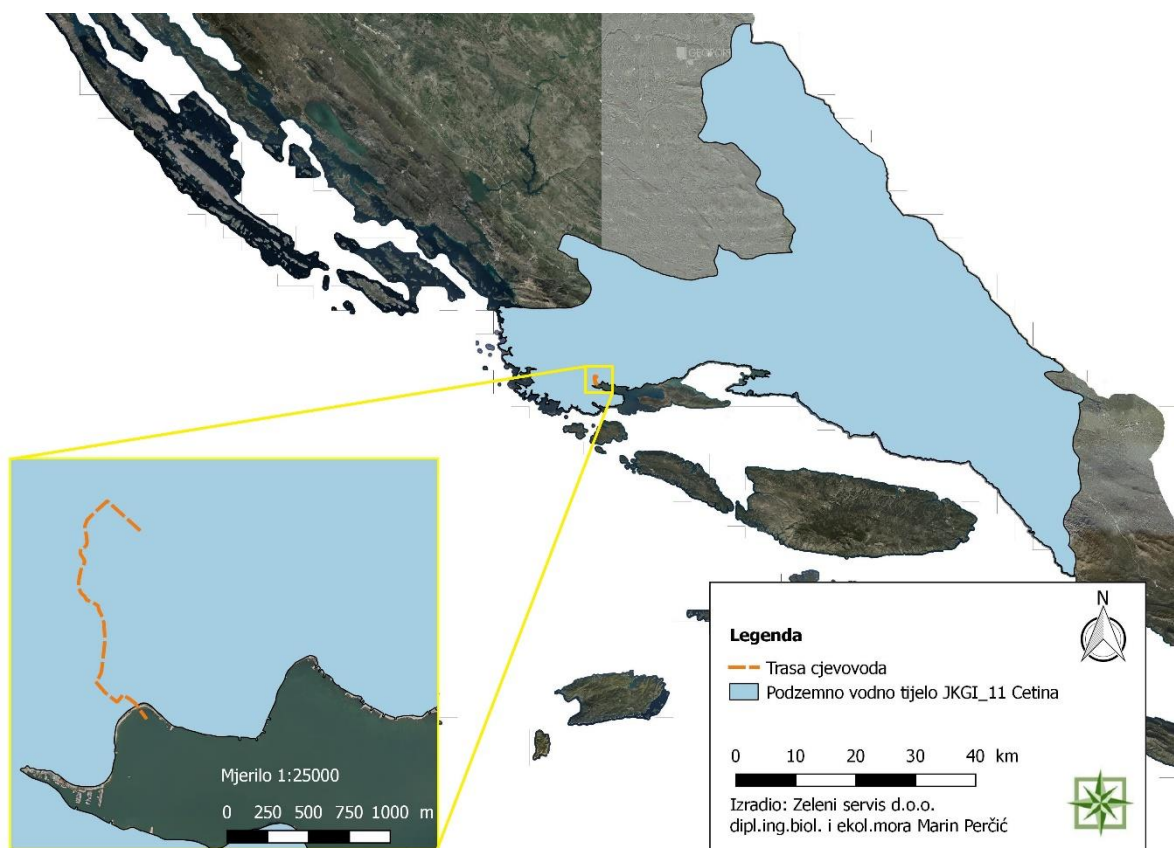 Mjerilo 1:25000
0 250 500 750 1000 m
N
Legenda
Trasa cjevovoda
Podzemno vodno tijelo JKGI_11 Cetina
0 10 20 30 40 km
Izradio: Zeleni servis d.o.o.
dipl.ing.biol. i ekol.mora Marin Perčić